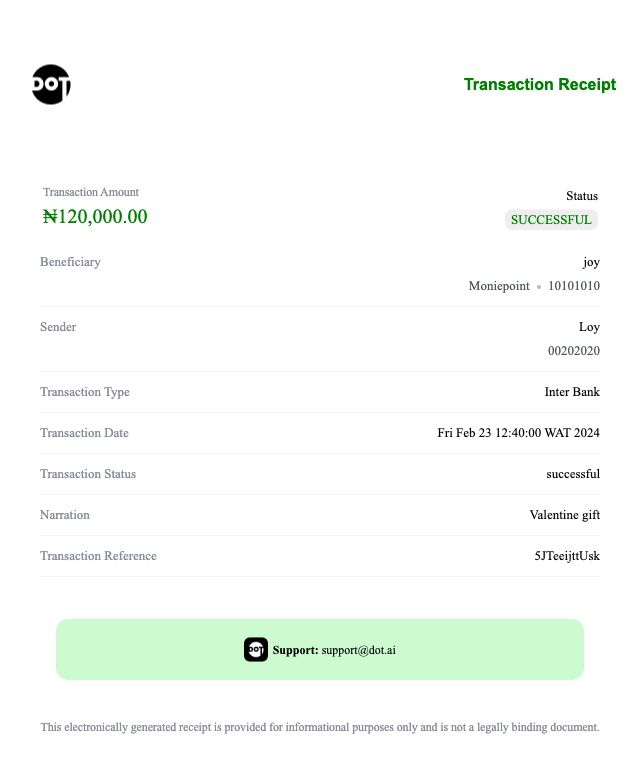 DOT
Transaction Receipt
Transaction Amount
₦120,000.00
Status
SUCCESSFUL
Beneficiary
joy
Moniepoint • 10101010
Sender
Loy
00202020
Transaction Type
Inter Bank
Transaction Date
Fri Feb 23 12:40:00 WAT 2024
Transaction Status
successful
Narration
Valentine gift
Transaction Reference
5JTeeijttUsk
DOT Support: support@dot.ai
This electronically generated receipt is provided for informational purposes only and is not a legally binding document.